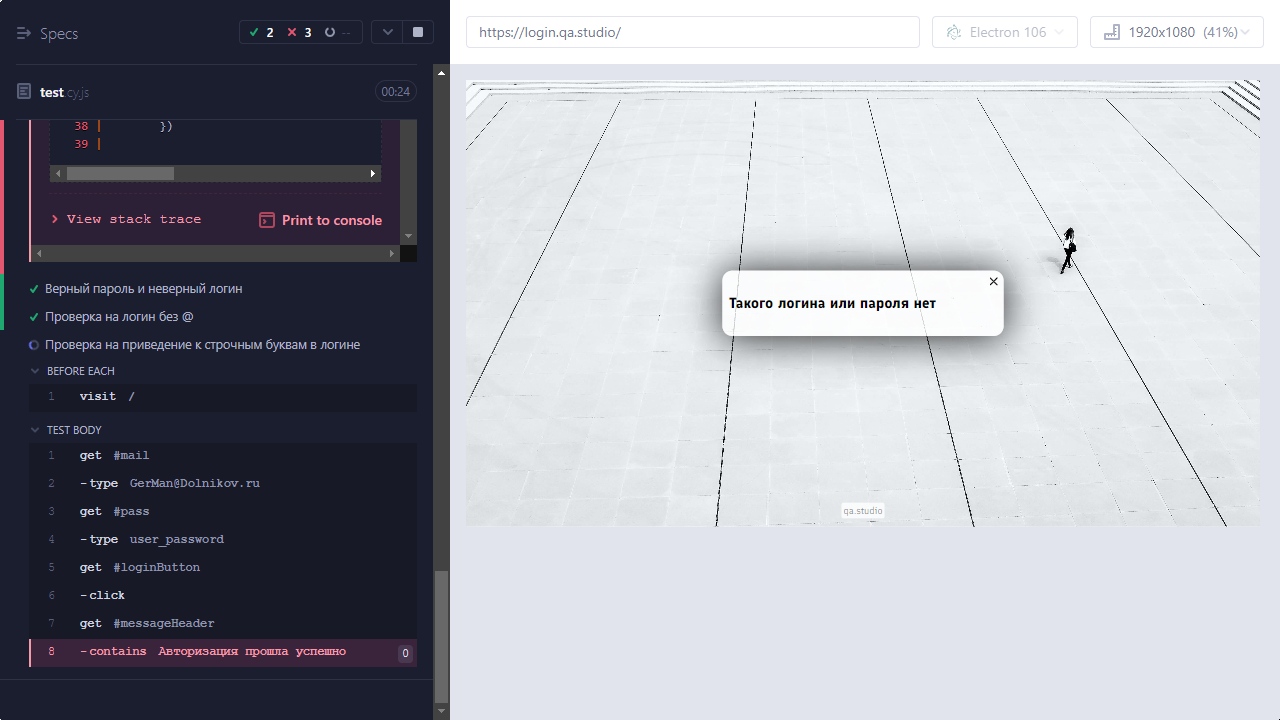 Specs
2
3
--
https://login.qa.studio/
Electron 106
1920x1080 (41%)
test.cy.js
00:24
38 | })
39 |
View stack trace
Print to console
Верный пароль и неверный логин
Проверка на логин без @
Проверка на приведение к строчным буквам в логине
BEFORE EACH
1 visit /
TEST BODY
1 get #mail
2 -type GerMan@Dolnikov.ru
3 get #pass
4 -type user_password
5 get #loginButton
6 -click
7 get #messageHeader
8 -contains Авторизация прошла успешно 0
Такого логина или пароля нет
qa.studio